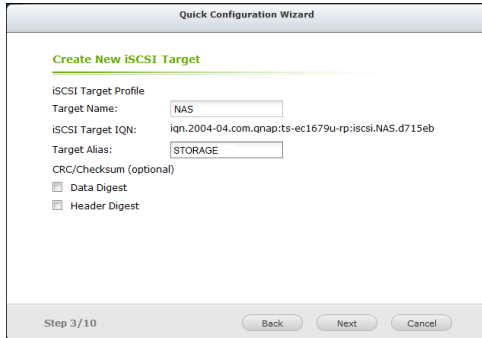 Quick Configuration Wizard
Create New iSCSI Target
iSCSI Target Profile
Target Name: NAS
iSCSI Target IQN: iqn.2004-04.com.qnap:ts-ec1679u-rp:iscsi.NAS.d715eb
Target Alias: STORAGE
CRC/Checksum (optional)
Data Digest
Header Digest
Step 3/10 Back Next Cancel